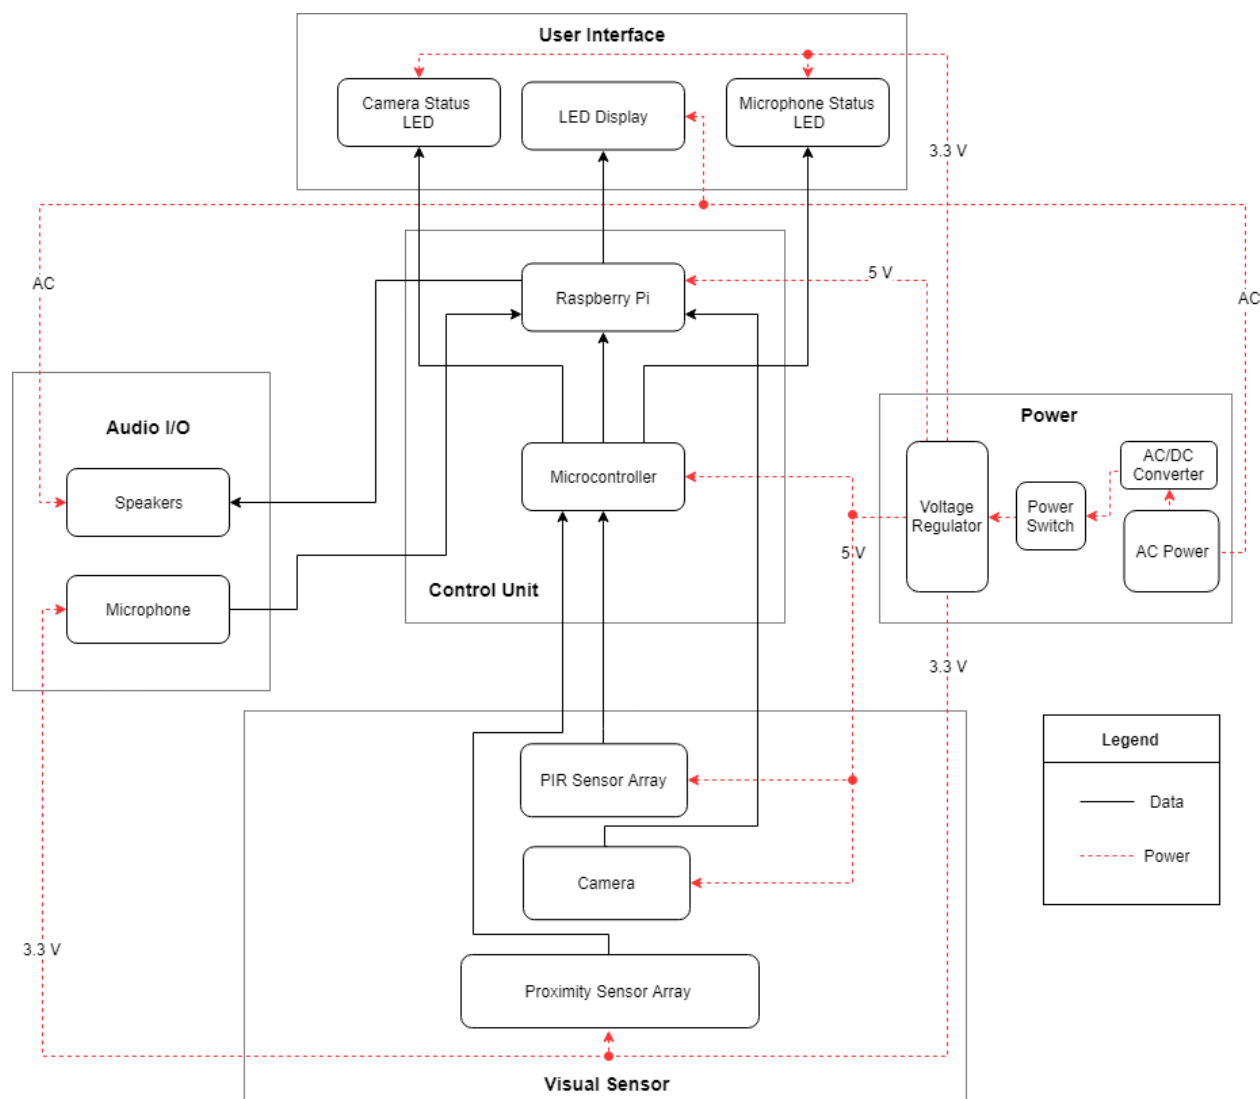 User Interface
Camera Status
LED
LED Display
Microphone Status
LED
3.3 V
AC
Raspberry Pi
5 V
AC
Audio I/O
Speakers
Microphone
Microcontroller
Control Unit
Power
Voltage
Regulator
Power
Switch
AC/DC
Converter
AC Power
5 V
3.3 V
PIR Sensor Array
Camera
Proximity Sensor Array
3.3 V
Visual Sensor
Legend
Data
Power